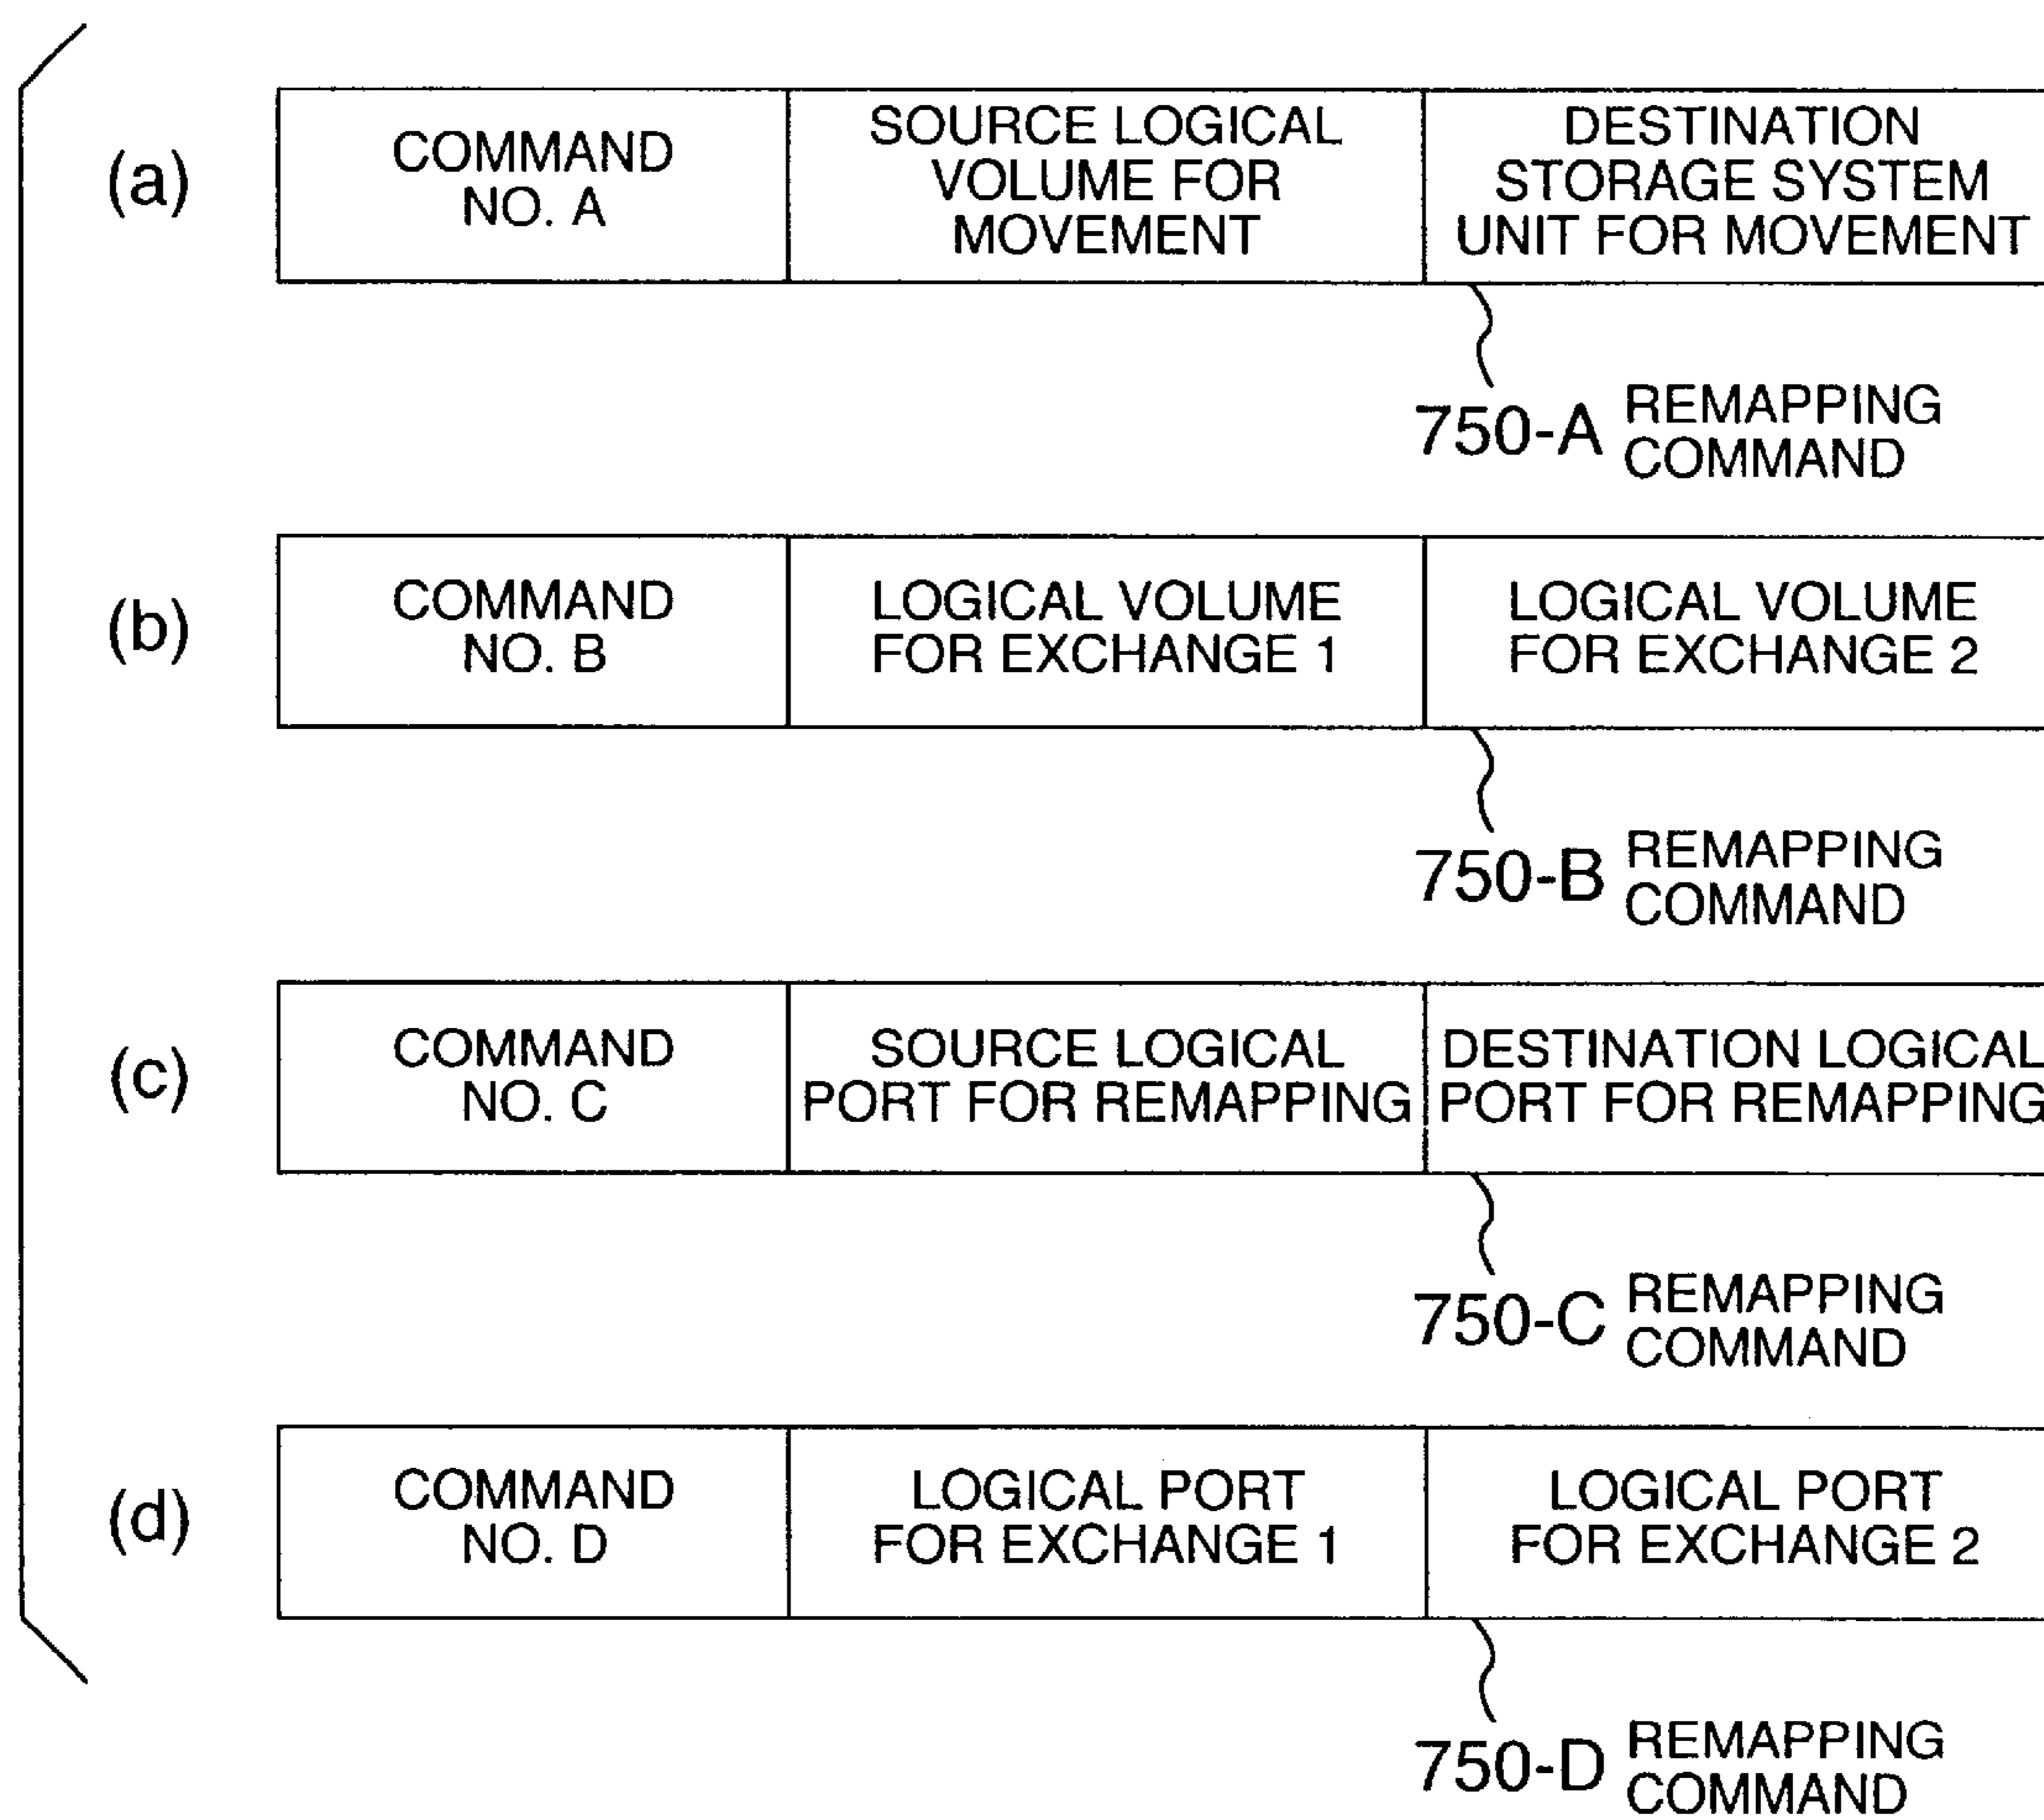 (a)
COMMAND
NO. A
SOURCE LOGICAL
VOLUME FOR
MOVEMENT
DESTINATION
STORAGE SYSTEM
UNIT FOR MOVEMENT
750-A REMAPPING
COMMAND
(b)
COMMAND
NO. B
LOGICAL VOLUME
FOR EXCHANGE 1
LOGICAL VOLUME
FOR EXCHANGE 2
750-B REMAPPING
COMMAND
(c)
COMMAND
NO. C
SOURCE LOGICAL
PORT FOR REMAPPING
DESTINATION LOGICAL
PORT FOR REMAPPING
750-C REMAPPING
COMMAND
(d)
COMMAND
NO. D
LOGICAL PORT
FOR EXCHANGE 1
LOGICAL PORT
FOR EXCHANGE 2
750-D REMAPPING
COMMAND